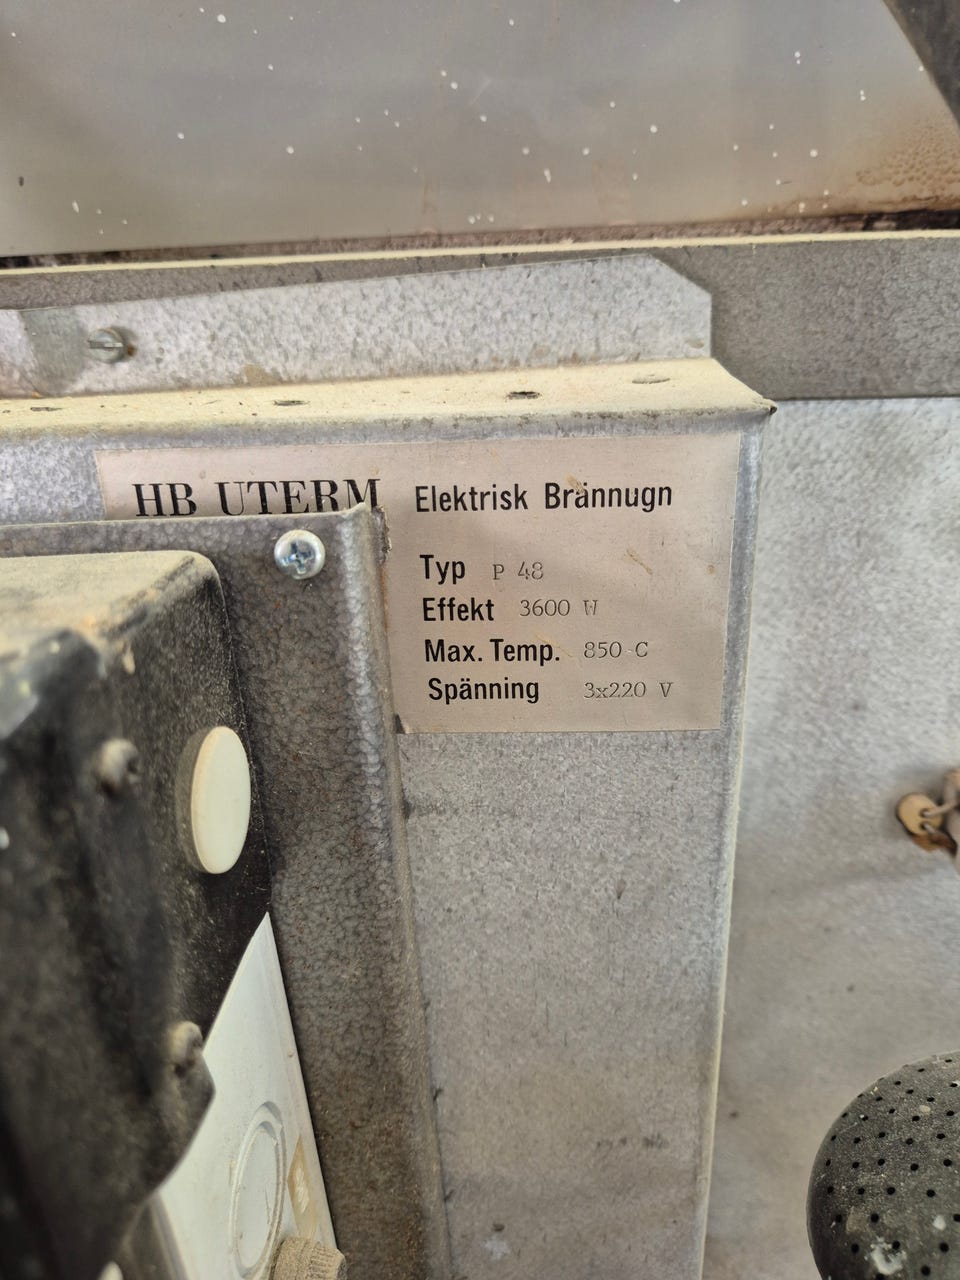 HB UTERM Elektrisk Brännugn
Typ P 48
Effekt 3600 W
Max. Temp. 850 C
Spänning 3x220 V